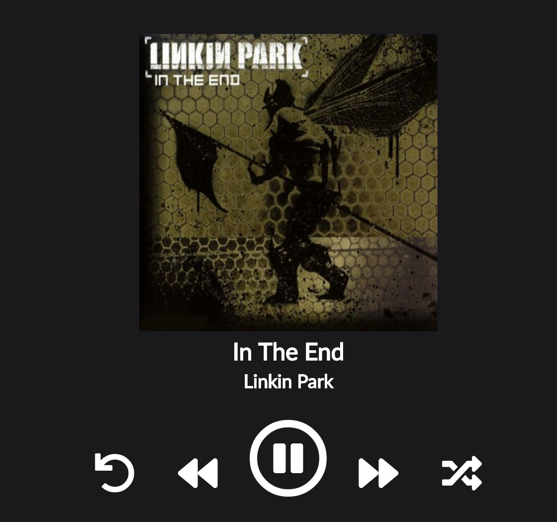 LINKIN PARK
IN THE END
In The End
Linkin Park